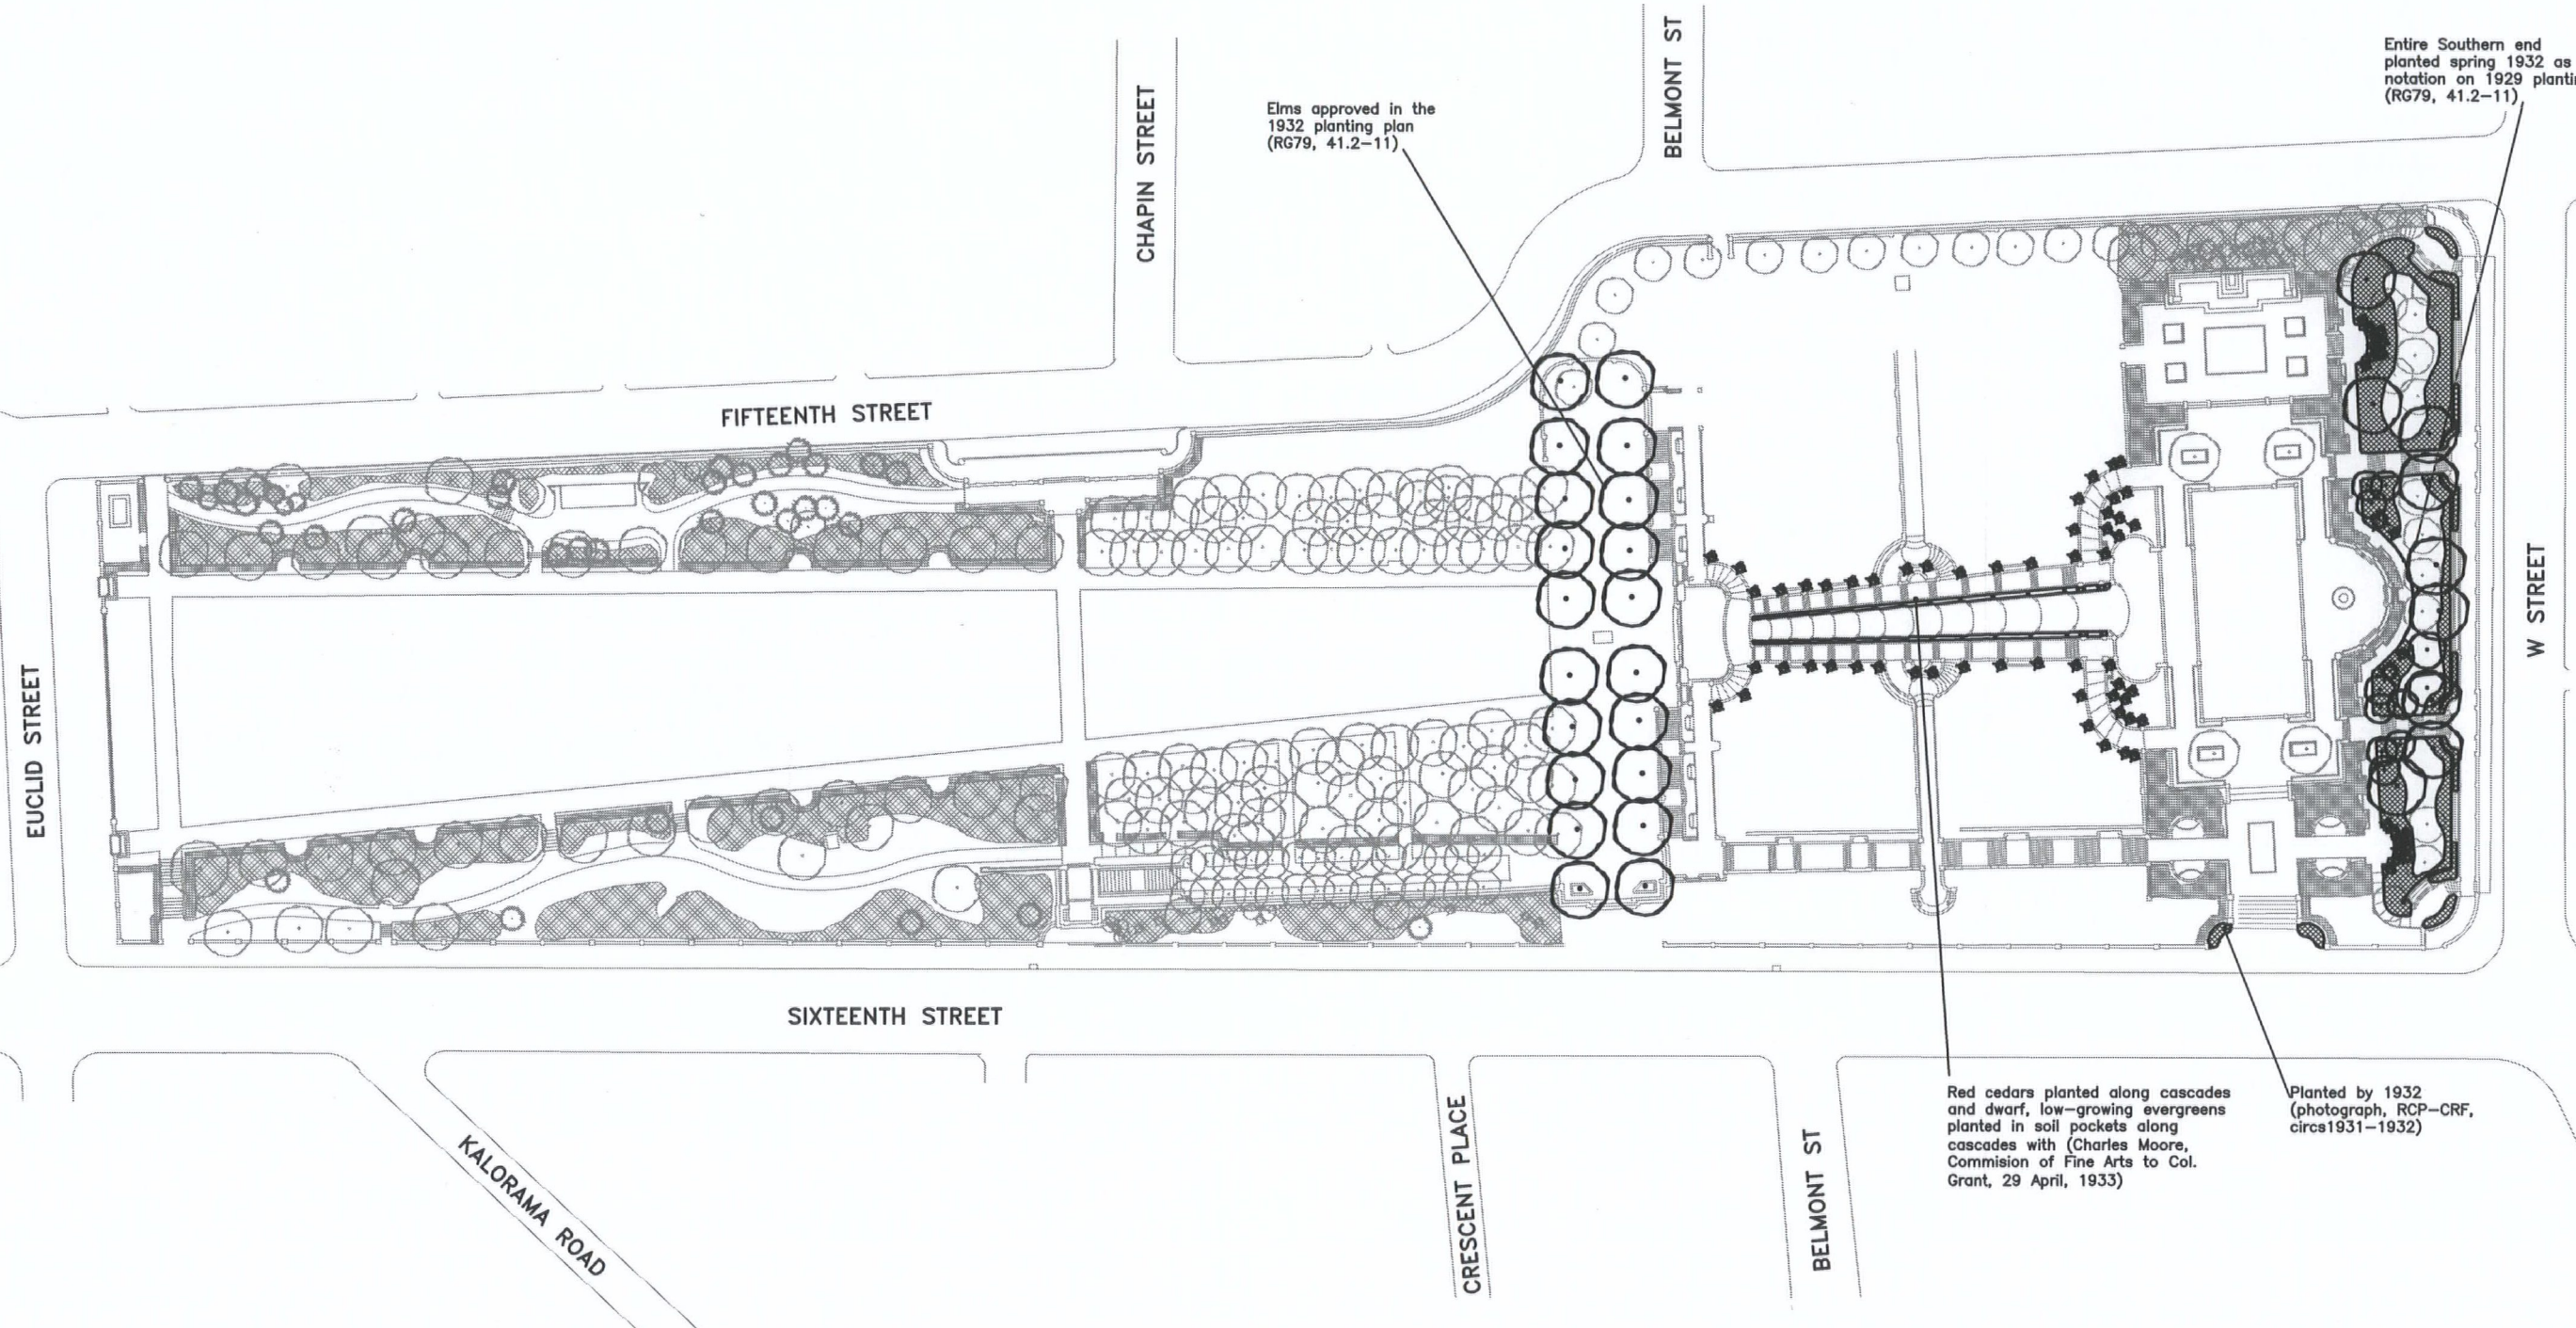 BELMONT ST
Entire Southern end
planted spring 1932 as
notation on 1929
(RG79, 41.2-11)
CHAPIN STREET
Elms approved in the
1932 planting plan
(RG79, 41.2-11)
FIFTEENTH STREET
W STREET
EUCLID STREET
SIXTEENTH STREET
KALORAMA ROAD
CRESCENT PLACE
BELMONT ST
Red cedars planted along cascades
and dwarf, low-growing evergreens
planted in soil pockets along
cascades with (Charles Moore,
Commision of Fine Arts to Col.
Grant, 29 April, 1933)
Planted by 1932
(photograph, RCP-CRF,
circs1931-1932)